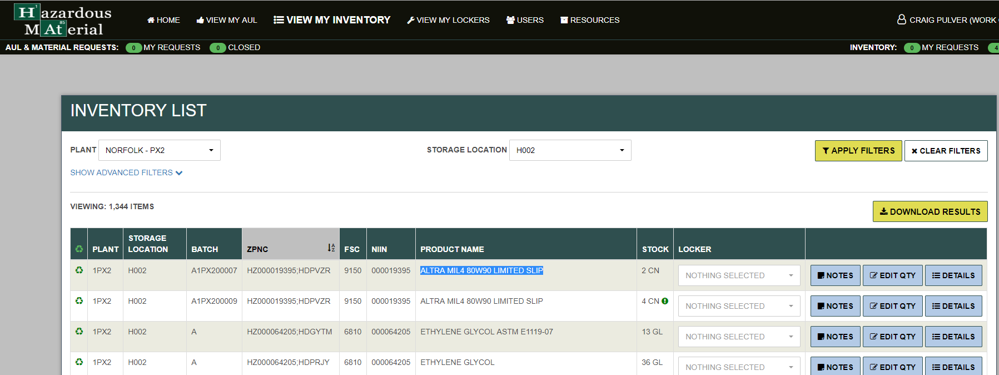 H1azardous
MAt85erial
HOME VIEW MY AUL VIEW MY INVENTORY VIEW MY LOCKERS USERS RESOURCES CRAIG PULVER (WORK
AUL & MATERIAL REQUESTS: 0 MY REQUESTS 0 CLOSED INVENTORY: 0 MY REQUESTS 4
INVENTORY LIST
PLANT NORFOLK - PX2 STORAGE LOCATION H002 APPLY FILTERS CLEAR FILTERS
SHOW ADVANCED FILTERS
VIEWING: 1,344 ITEMS
DOWNLOAD RESULTS
PLANT STORAGE LOCATION BATCH ZPNC FSC NIIN PRODUCT NAME STOCK LOCKER
1PX2 H002 A1PX200007 HZ000019395;HDPVZR 9150 000019395 ALTRA MIL4 80W90 LIMITED SLIP 2 CN NOTHING SELECTED NOTES EDIT QTY DETAILS
1PX2 H002 A1PX200009 HZ000019395;HDPVZR 9150 000019395 ALTRA MIL4 80W90 LIMITED SLIP 4 CN NOTHING SELECTED NOTES EDIT QTY DETAILS
1PX2 H002 A HZ000064205;HDGYTM 6810 000064205 ETHYLENE GLYCOL ASTM E1119-07 13 GL NOTHING SELECTED NOTES EDIT QTY DETAILS
1PX2 H002 A HZ000064205;HDPRJY 6810 000064205 ETHYLENE GLYCOL 36 GL NOTHING SELECTED NOTES EDIT QTY DETAILS